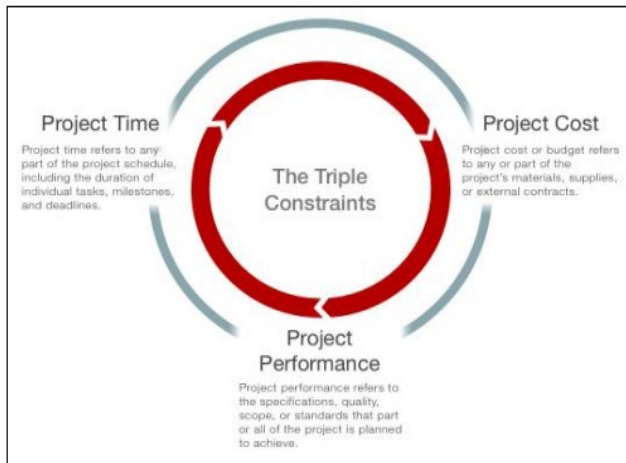 Project Time
Project time refers to any
part of the project schedule,
including the duration of
individual tasks, milestones,
and deadlines.
The Triple
Constraints
Project Cost
Project cost or budget refers
to any or part of the
project's materials, supplies,
or external contracts.
Project
Performance
Project performance refers to
the specifications, quality,
scope, or standards that part
or all of the project is planned
to achieve.